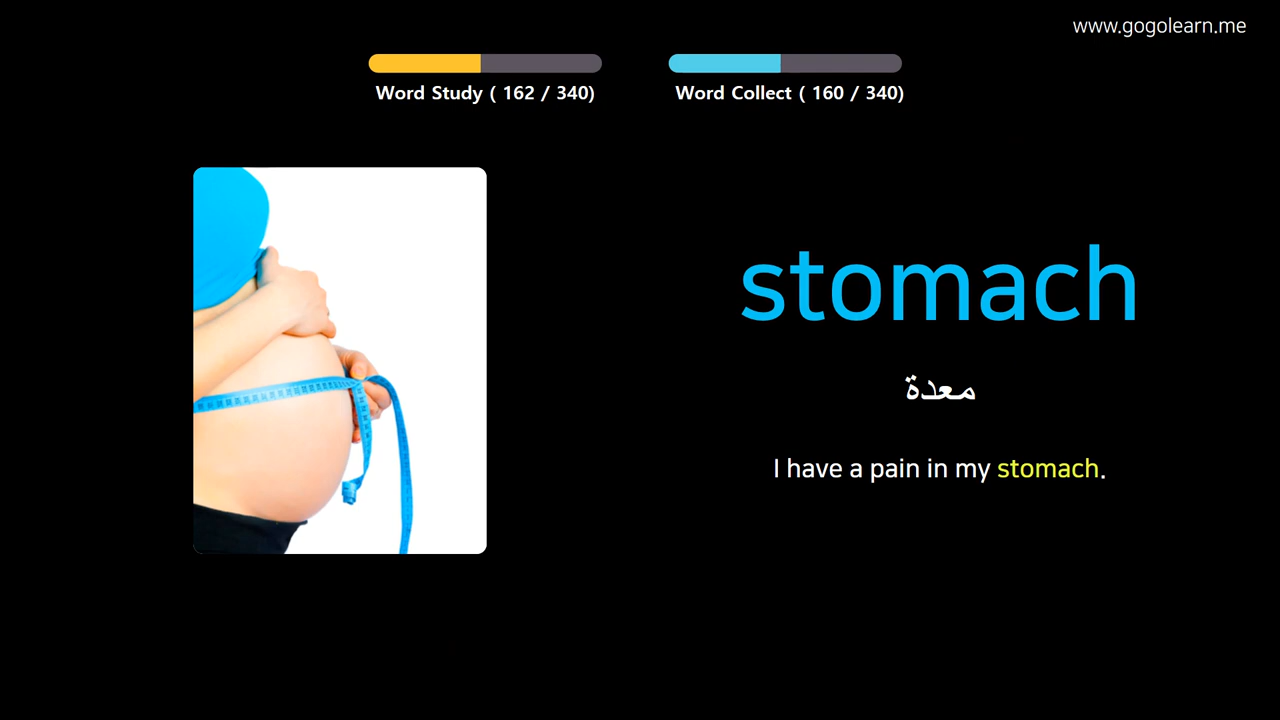 www.gogolearn.me
Word Study ( 162 / 340)
Word Collect ( 160 / 340)
stomach
معدة
I have a pain in my stomach.